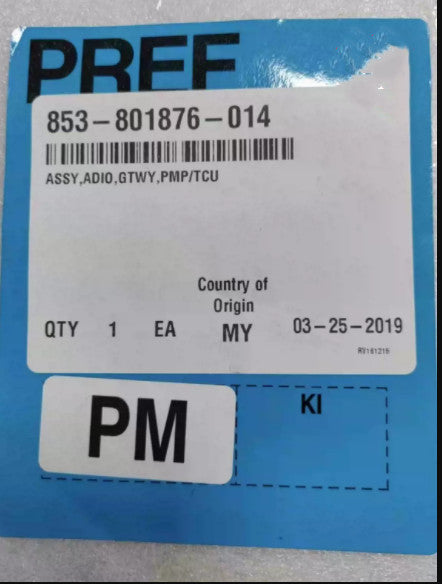 PREF
853-801876-014
ASSY,ADIO,GTWY,PMP/TCU
Country of
Origin
QTY 1 EA MY 03-25-2019
RV161216
PM
KI